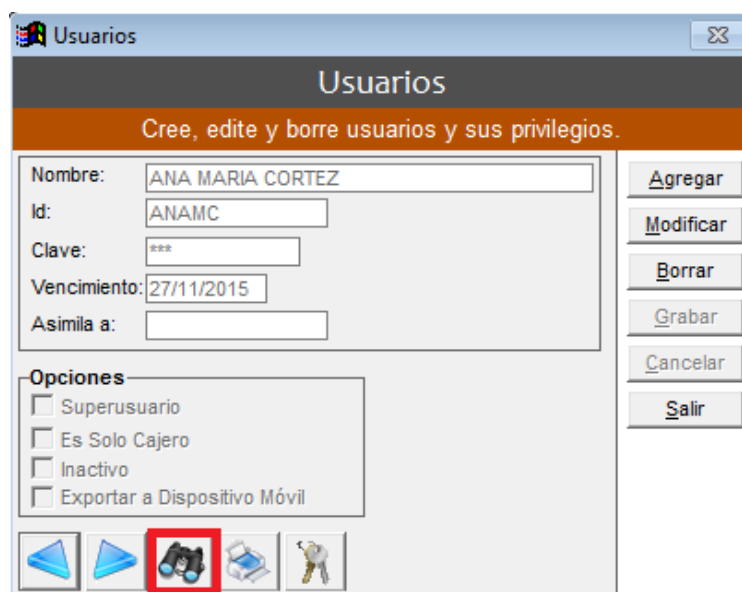 Usuarios
Usuarios
Cree, edite y borre usuarios y sus privilegios.
Nombre: ANA MARIA CORTEZ
Id: ANAMC
Clave: ***
Vencimiento: 27/11/2015
Asimila a:
Opciones
Superusuario
Es Solo Cajero
Inactivo
Exportar a Dispositivo Móvil
Agregar
Modificar
Borrar
Grabar
Cancelar
Salir